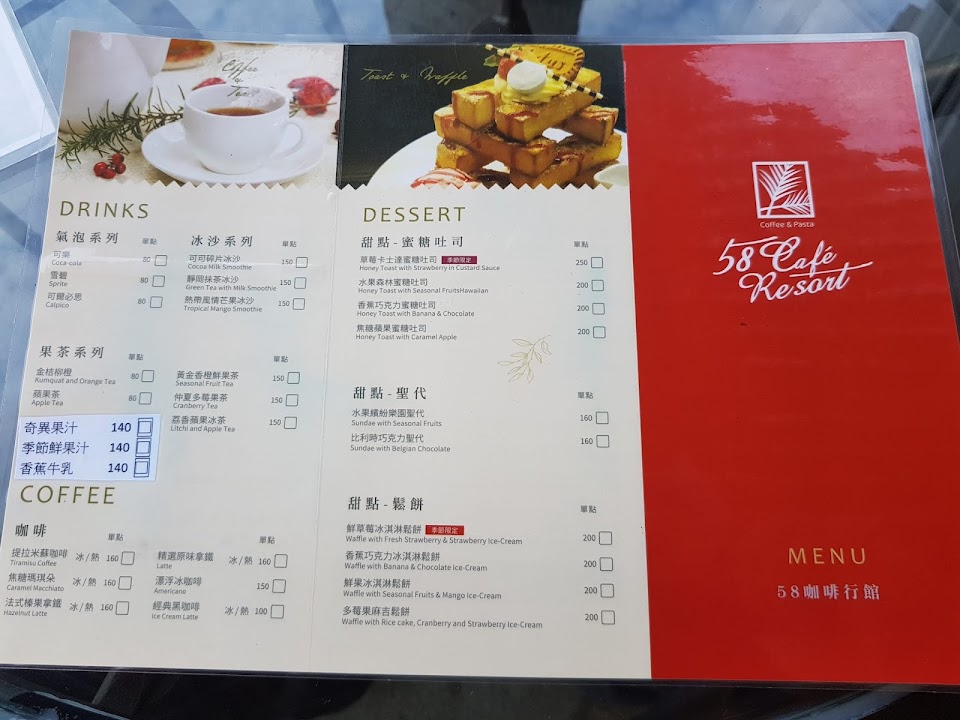 Coffee
&
Tea
Toast & Waffle
DRINKS
氣泡系列 單點
可樂 80
Coca-cola
雪碧 80
Sprite
可爾必思 80
Calpico
冰沙系列 單點
可可碎片冰沙 150
Cocoa Milk Smoothie
靜岡抹茶冰沙 150
Green Tea with Milk Smoothie
熱帶風情芒果冰沙 150
Tropical Mango Smoothie
果茶系列 單點
金桔柳橙 80
Kumquat and Orange Tea
蘋果茶 80
Apple Tea
單點
黃金香橙鮮果茶 150
Seasonal Fruit Tea
仲夏多莓果茶 150
Cranberry Tea
荔香蘋果冰茶 150
Litchi and Apple Tea
奇異果汁 140
季節鮮果汁 140
香蕉牛乳 140
COFFEE
咖啡 單點
提拉米蘇咖啡 冰/熱 160
Tiramisu Coffee
焦糖瑪琪朵 冰/熱 160
Caramel Macchiato
法式榛果拿鐵 冰/熱 160
Hazelnut Latte
單點
精選原味拿鐵 冰/熱 160
Latte
漂浮冰咖啡 150
Americano
經典黑咖啡 冰/熱 100
Ice Cream Latte
DESSERT
甜點-蜜糖吐司 單點
草莓卡士達蜜糖吐司 季節限定 250
Honey Toast with Strawberry in Custard Sauce
水果森林蜜糖吐司 200
Honey Toast with Seasonal FruitsHawaiian
香蕉巧克力蜜糖吐司 200
Honey Toast with Banana & Chocolate
焦糖蘋果蜜糖吐司 200
Honey Toast with Caramel Apple
甜點-聖代 單點
水果繽紛樂園聖代 160
Sundae with Seasonal Fruits
比利時巧克力聖代 160
Sundae with Belgian Chocolate
甜點-鬆餅 單點
鮮草莓冰淇淋鬆餅 季節限定 200
Waffle with Fresh Strawberry & Strawberry Ice-Cream
香蕉巧克力冰淇淋鬆餅 200
Waffle with Banana & Chocolate Ice-Cream
鮮果冰淇淋鬆餅 200
Waffle with Seasonal Fruits & Mango Ice-Cream
多莓果麻吉鬆餅 200
Waffle with Rice cake, Cranberry and Strawberry Ice-Cream
Coffee & Pasta
58 Café
Resort
MENU
58咖啡行館